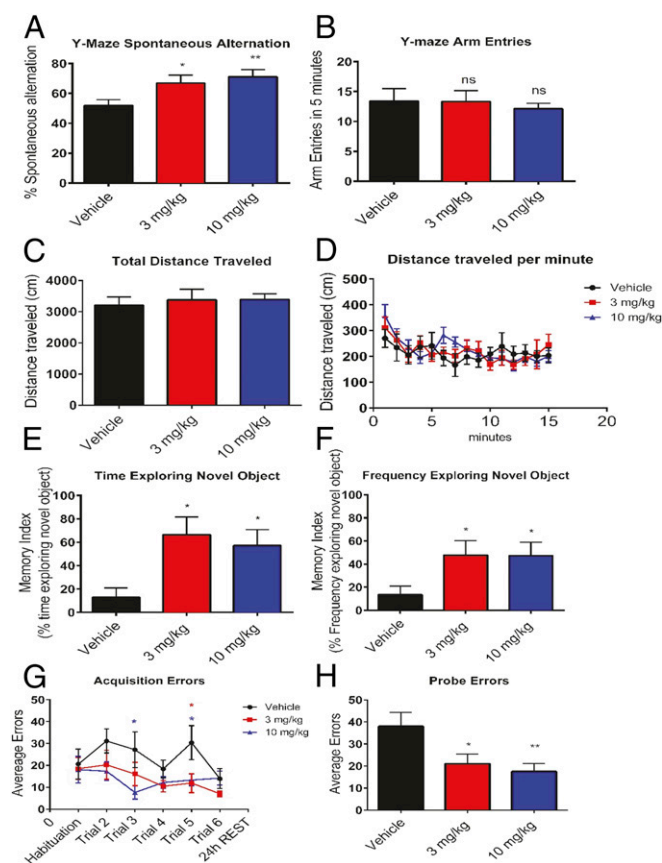 A
Y-Maze Spontaneous Alternation
% Spontaneous alternation
80
60
40
20
0
*
**
Vehicle
3 mg/kg
10 mg/kg
B
Y-maze Arm Entries
Arm Entries in 5 minutes
20
15
10
5
0
ns
ns
Vehicle
3 mg/kg
10 mg/kg
C
Total Distance Traveled
Distance traveled (cm)
4000
3000
2000
1000
0
Vehicle
3 mg/kg
10 mg/kg
D
Distance traveled per minute
Distance traveled (cm)
500
400
300
200
100
0
0
5
10
15
20
minutes
Vehicle
3 mg/kg
10 mg/kg
E
Time Exploring Novel Object
Memory Index
(% time exploring novel object)
100
80
60
40
20
0
*
*
Vehicle
3 mg/kg
10 mg/kg
F
Frequency Exploring Novel Object
Memory Index
(% Frequency exploring novel object)
100
80
60
40
20
0
*
*
Vehicle
3 mg/kg
10 mg/kg
G
Acquisition Errors
Avereage Errors
50
40
30
20
10
0
*
*
*
Vehicle
3 mg/kg
10 mg/kg
0
Habituation
Trial 2
Trial 3
Trial 4
Trial 5
Trial 6
24h REST
H
Probe Errors
Average Errors
50
40
30
20
10
0
*
**
Vehicle
3 mg/kg
10 mg/kg